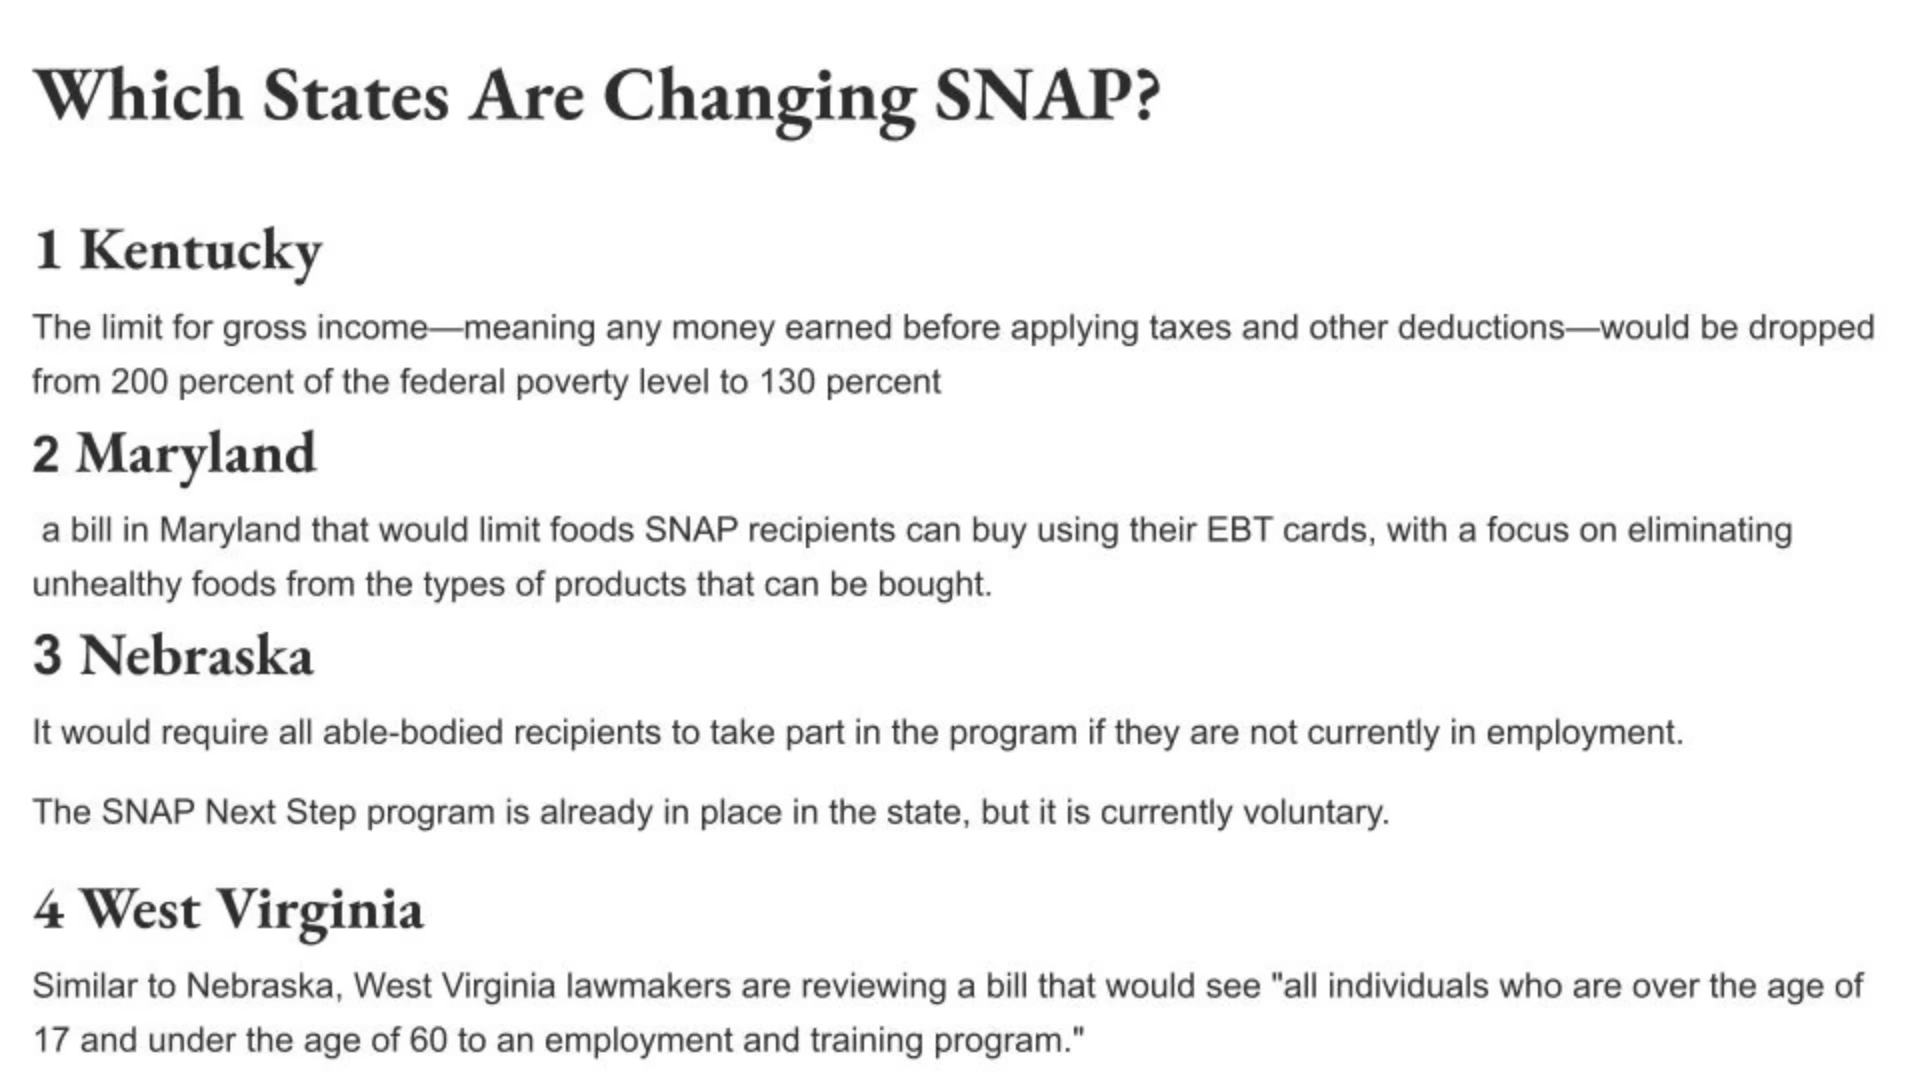 Which States Are Changing SNAP?
1 Kentucky
The limit for gross income—meaning any money earned before applying taxes and other deductions—would be dropped
from 200 percent of the federal poverty level to 130 percent
2 Maryland
a bill in Maryland that would limit foods SNAP recipients can buy using their EBT cards, with a focus on eliminating
unhealthy foods from the types of products that can be bought.
3 Nebraska
It would require all able-bodied recipients to take part in the program if they are not currently in employment.
The SNAP Next Step program is already in place in the state, but it is currently voluntary.
4 West Virginia
Similar to Nebraska, West Virginia lawmakers are reviewing a bill that would see "all individuals who are over the age of
17 and under the age of 60 to an employment and training program."